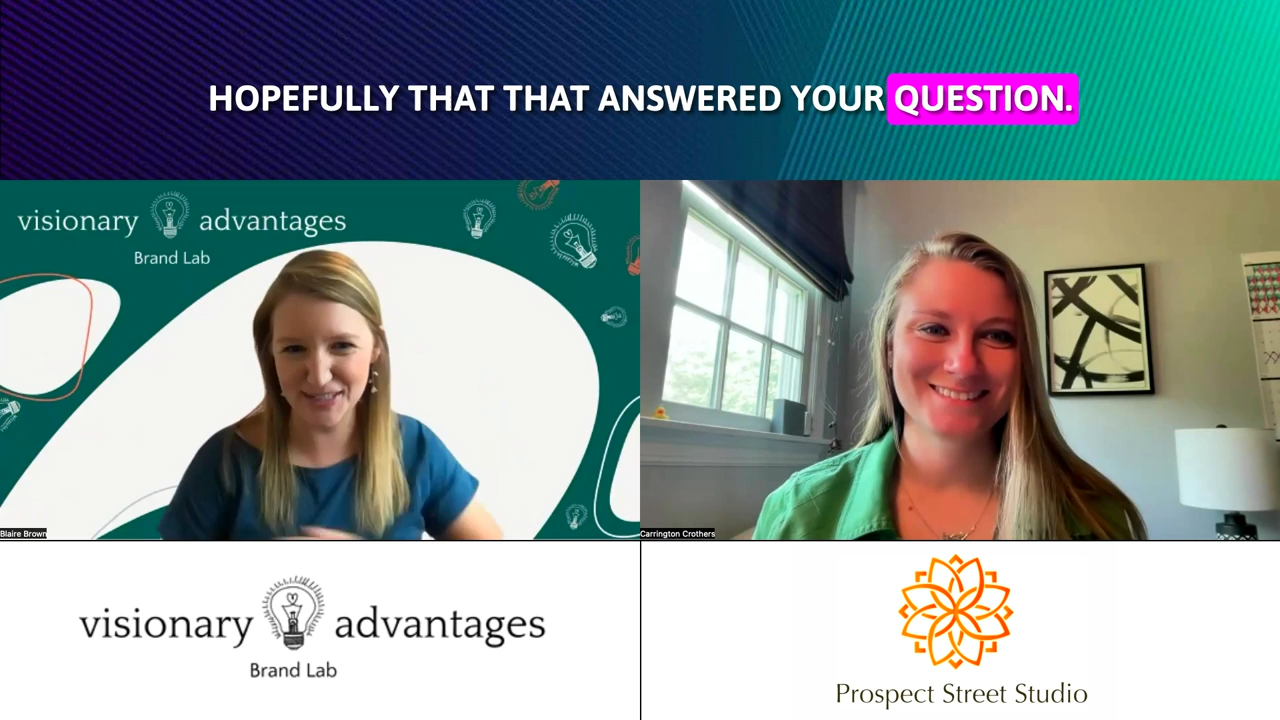 HOPEFULLY THAT THAT ANSWERED YOUR QUESTION.
visionary advantages
Brand Lab
Blaire Brown
Carrington Crothers
visionary advantages
Brand Lab
Prospect Street Studio